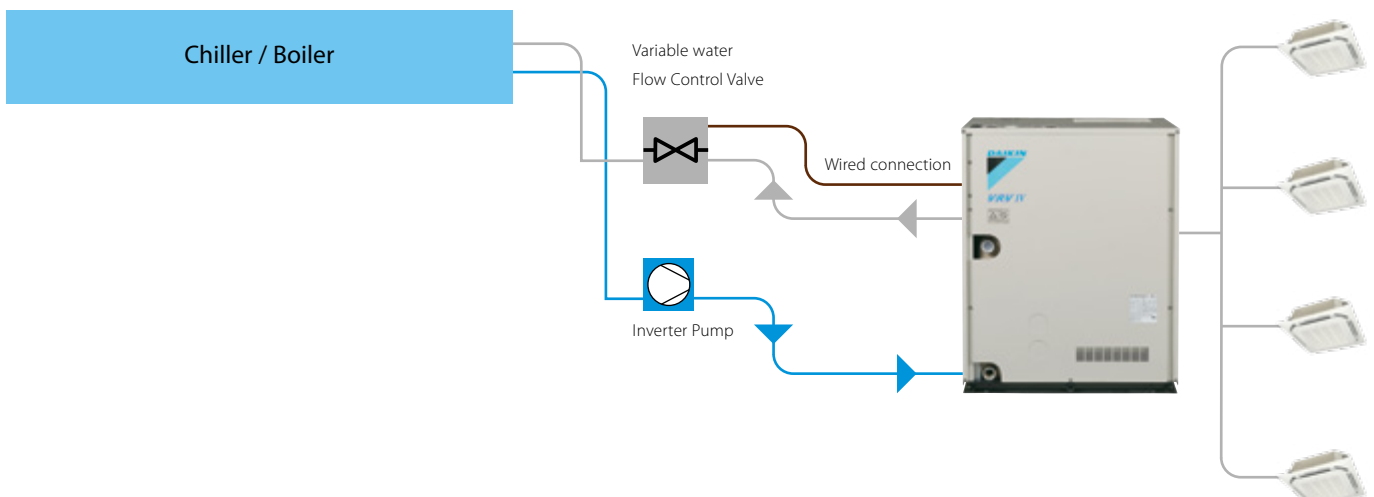 Chiller / Boiler
Variable water
Flow Control Valve
Wired connection
DAIKIN
VRV IV
Inverter Pump